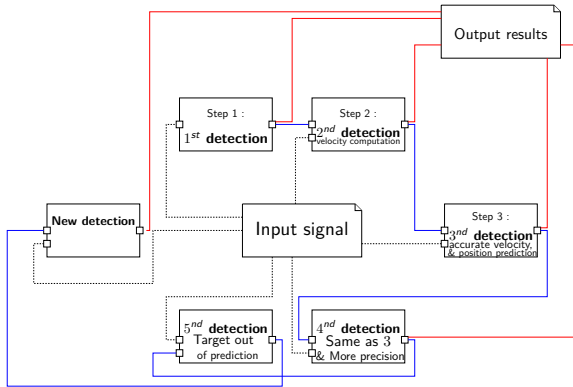 Output results
Step 1 :
1st detection
Step 2 :
2nd detection
velocity computation
New detection
Input signal
Step 3 :
3nd detection
accurate velocity,
& position prediction
5nd detection
Target out
of prediction
4nd detection
Same as 3
& More precision